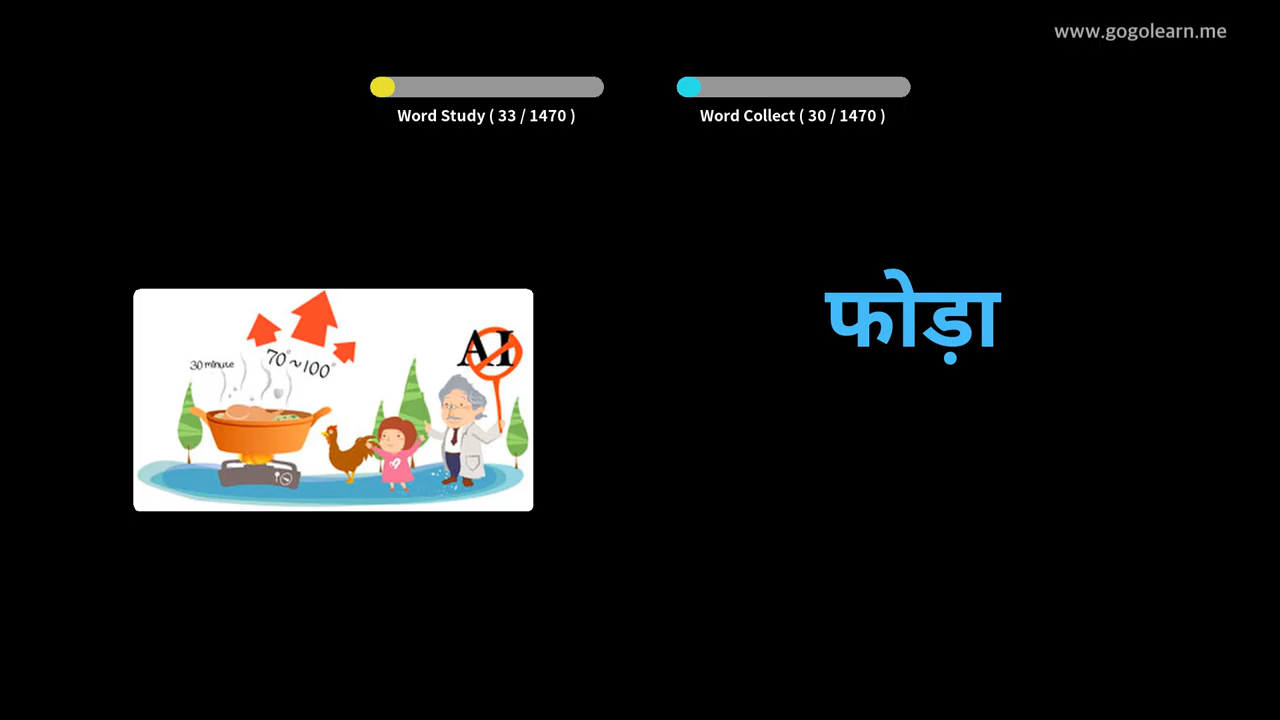 www.gogolearn.me
Word Study ( 33 / 1470 )
Word Collect ( 30 / 1470 )
फोड़ा
30 minute
70°~100°
AI